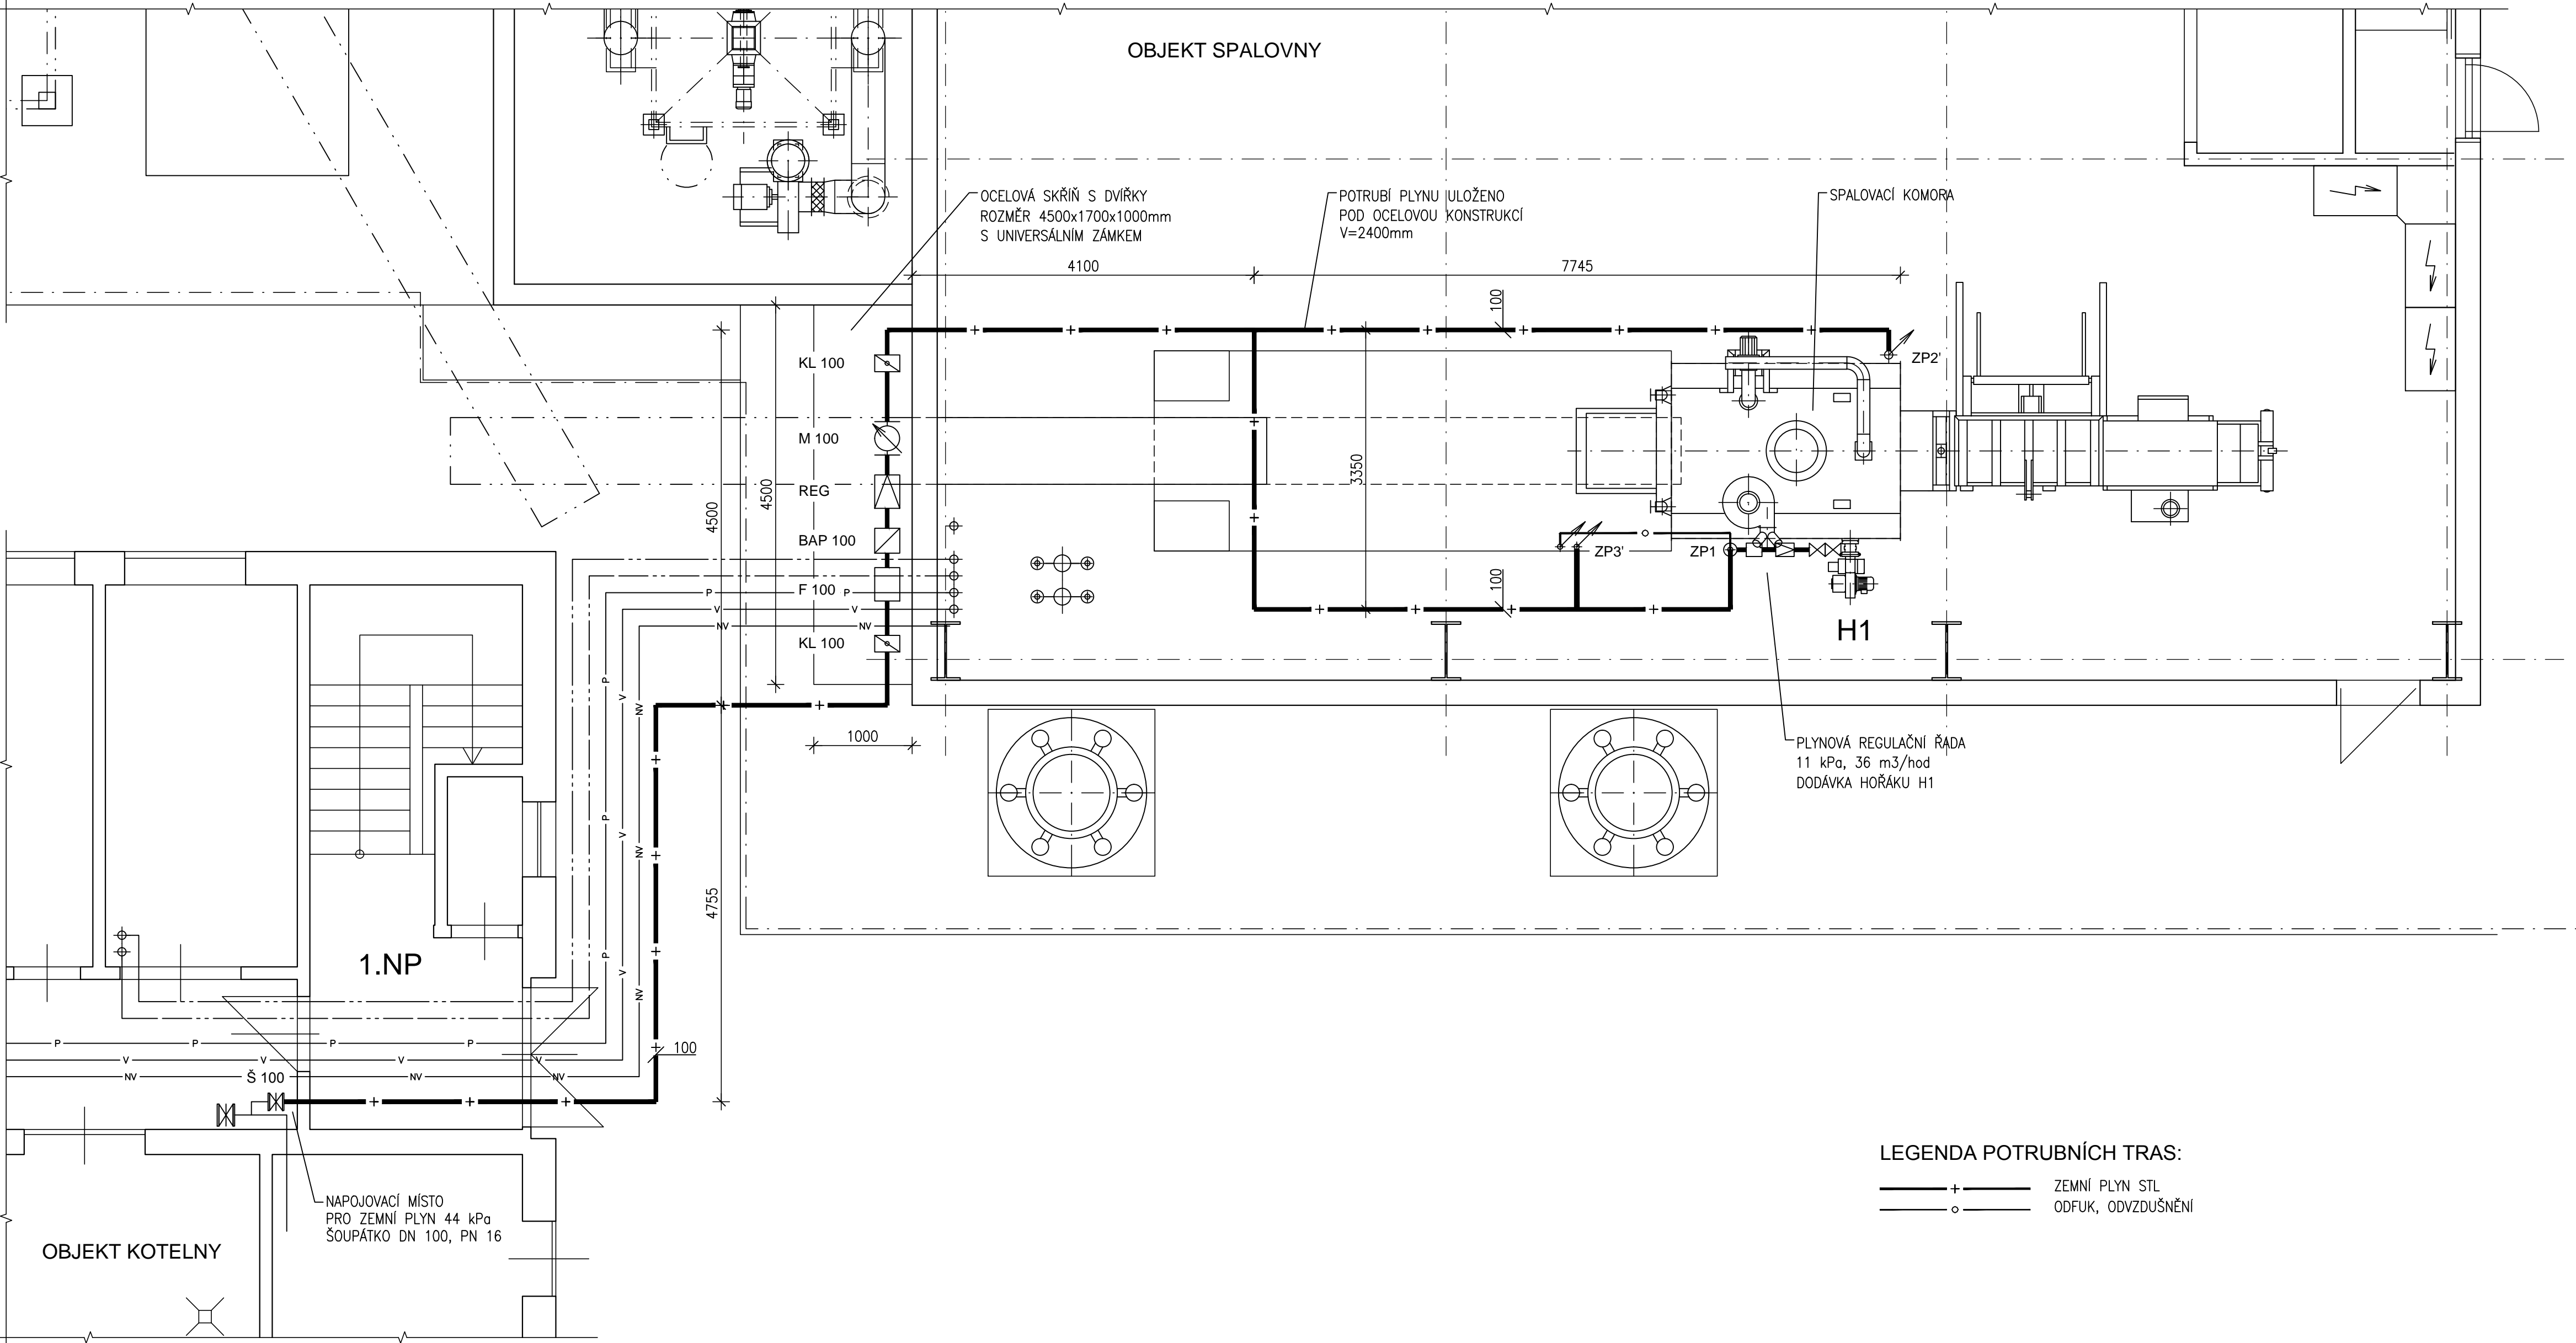 OBJEKT SPALOVNY
OCELOVÁ SKŘÍŇ S DVÍŘKY
ROZMĚR 4500x1700x1000mm
S UNIVERSÁLNÍM ZÁMKEM
POTRUBÍ PLYNU ULOŽENO
POD OCELOVOU KONSTRUKCÍ
V=2400mm
SPALOVACÍ KOMORA
4100
7745
100
KL 100
ZP2'
M 100
REG
4500
4500
3350
BAP 100
ZP3'
ZP1
F 100
P
P
V
V
100
NV
NV
KL 100
H1
P
V
NV
1000
PLYNOVÁ REGULAČNÍ ŘADA
11 kPa, 36 m3/hod
DODÁVKA HOŘÁKU H1
P
V
NV
4755
1.NP
P
V
NV
P
P
P
P
100
V
V
V
V
NV
Š 100
NV
NV
LEGENDA POTRUBNÍCH TRAS:
ZEMNÍ PLYN STL
ODFUK, ODVZDUŠNĚNÍ
NAPOJOVACÍ MÍSTO
PRO ZEMNÍ PLYN 44 kPa
ŠOUPÁTKO DN 100, PN 16
OBJEKT KOTELNY